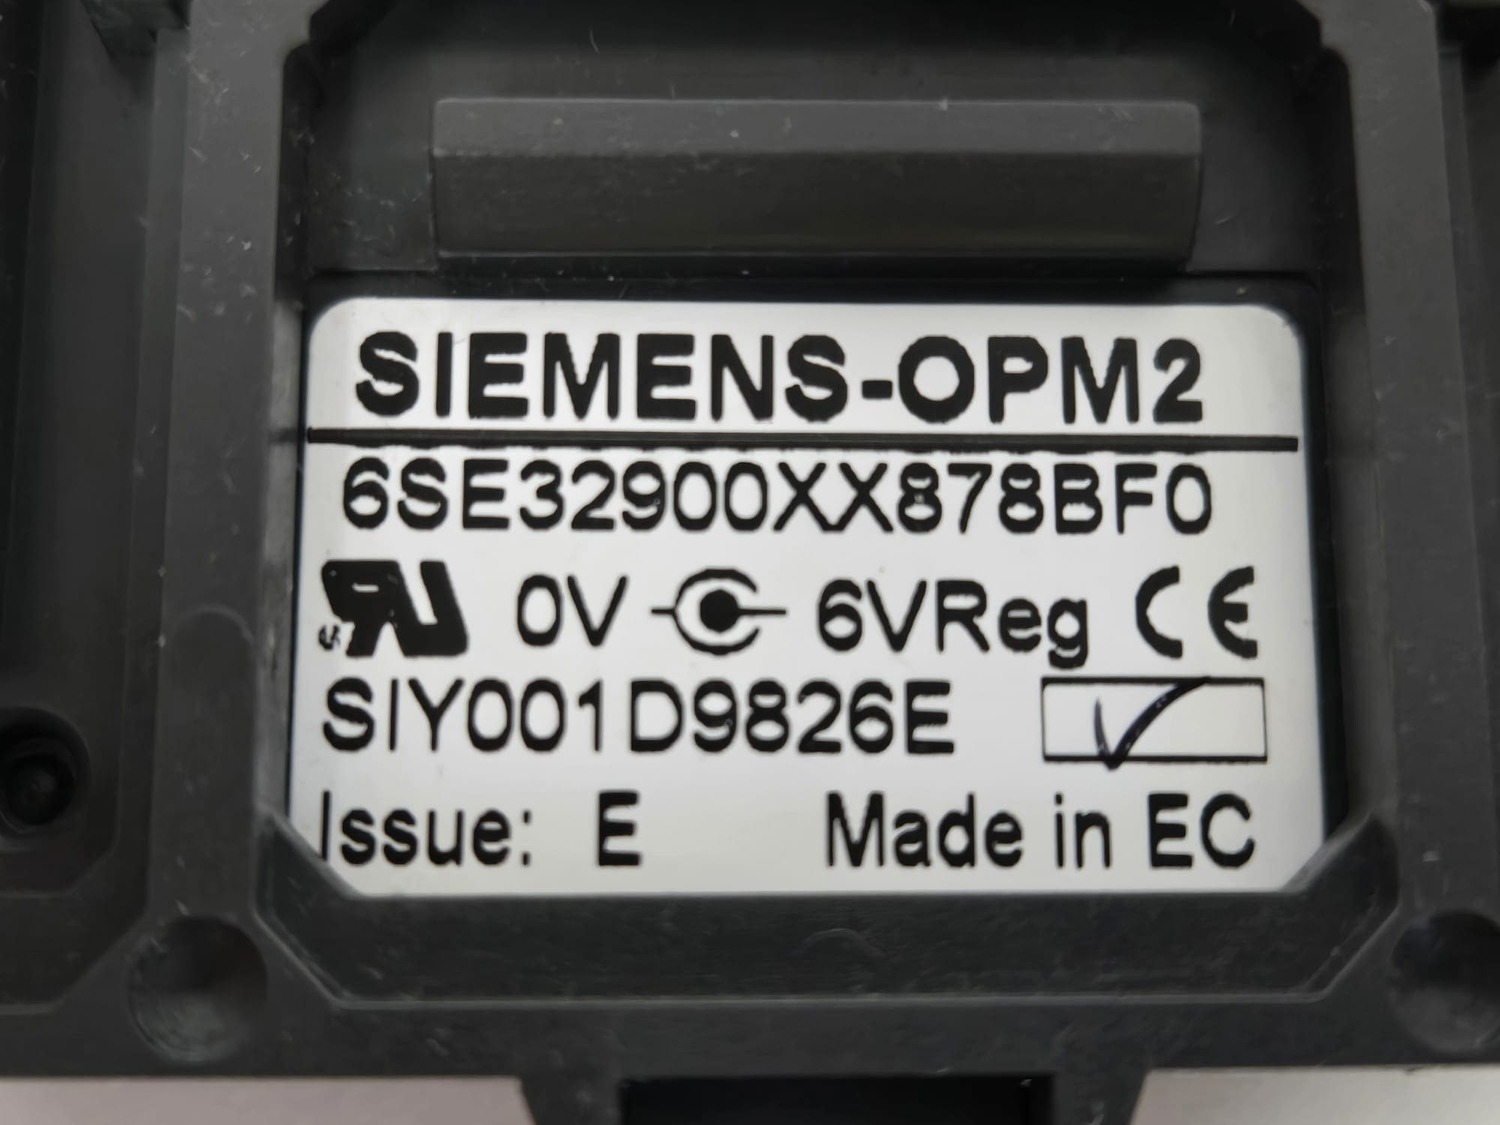 SIEMENS-OPM2
6SE32900XX878BF0
0V 6VReg CE
SIY001D9826E
Issue: E Made in EC